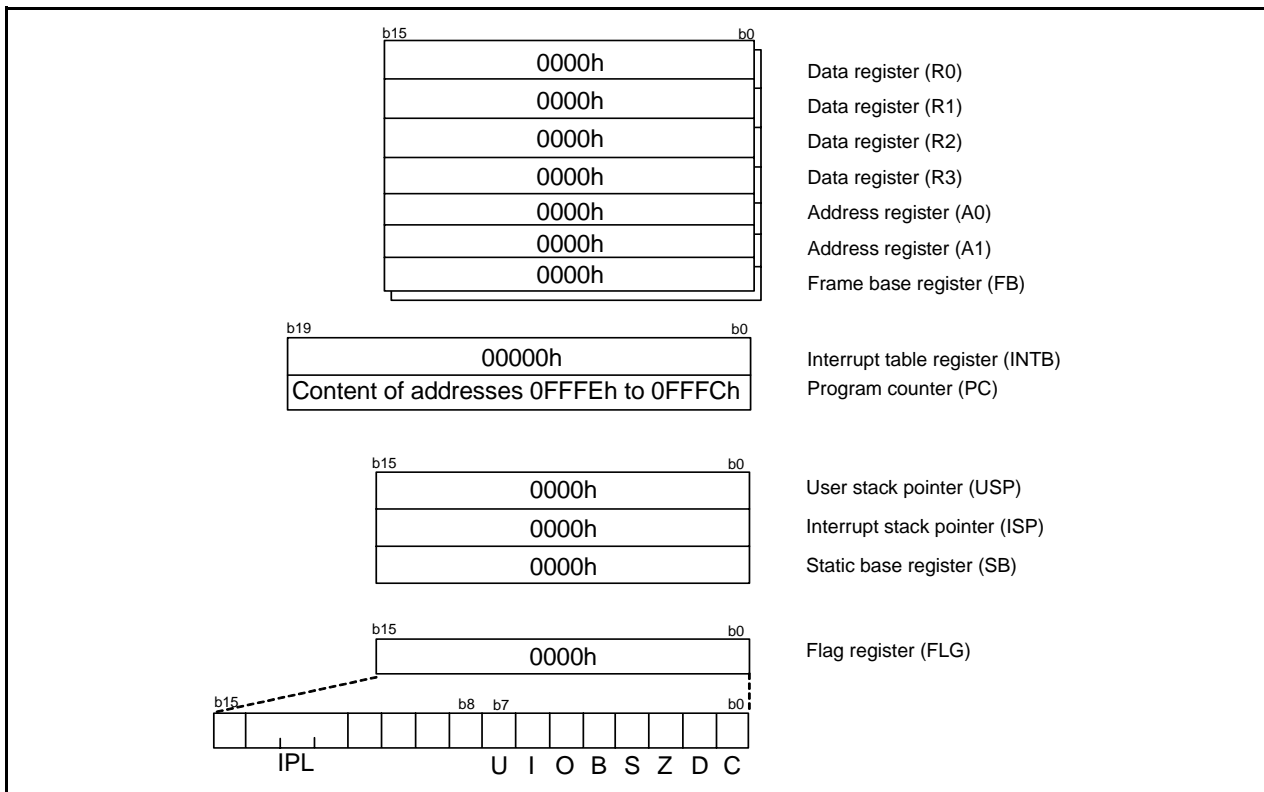 b15 b0
0000h Data register (R0)
0000h Data register (R1)
0000h Data register (R2)
0000h Data register (R3)
0000h Address register (A0)
0000h Address register (A1)
0000h Frame base register (FB)
b19 b0
00000h Interrupt table register (INTB)
Content of addresses 0FFFEh to 0FFFCh Program counter (PC)
b15 b0
0000h User stack pointer (USP)
0000h Interrupt stack pointer (ISP)
0000h Static base register (SB)
b15 b0
0000h Flag register (FLG)
b15 b8 b7 b0
IPL U I O B S Z D C